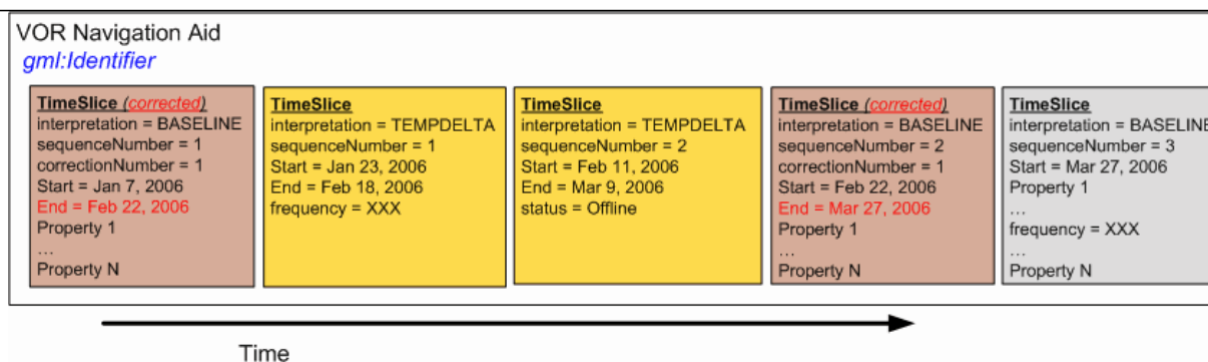 VOR Navigation Aid
gml:Identifier
TimeSlice (corrected)
interpretation = BASELINE
sequenceNumber = 1
correctionNumber = 1
Start = Jan 7, 2006
End = Feb 22, 2006
Property 1
...
Property N
TimeSlice
interpretation = TEMPDELTA
sequenceNumber = 1
Start = Jan 23, 2006
End = Feb 18, 2006
frequency = XXX
TimeSlice
interpretation = TEMPDELTA
sequenceNumber = 2
Start = Feb 11, 2006
End = Mar 9, 2006
status = Offline
TimeSlice (corrected)
interpretation = BASELINE
sequenceNumber = 2
correctionNumber = 1
Start = Feb 22, 2006
End = Mar 27, 2006
Property 1
...
Property N
TimeSlice
interpretation = BASELINE
sequenceNumber = 3
Start = Mar 27, 2006
Property 1
...
frequency = XXX
...
Property N
Time